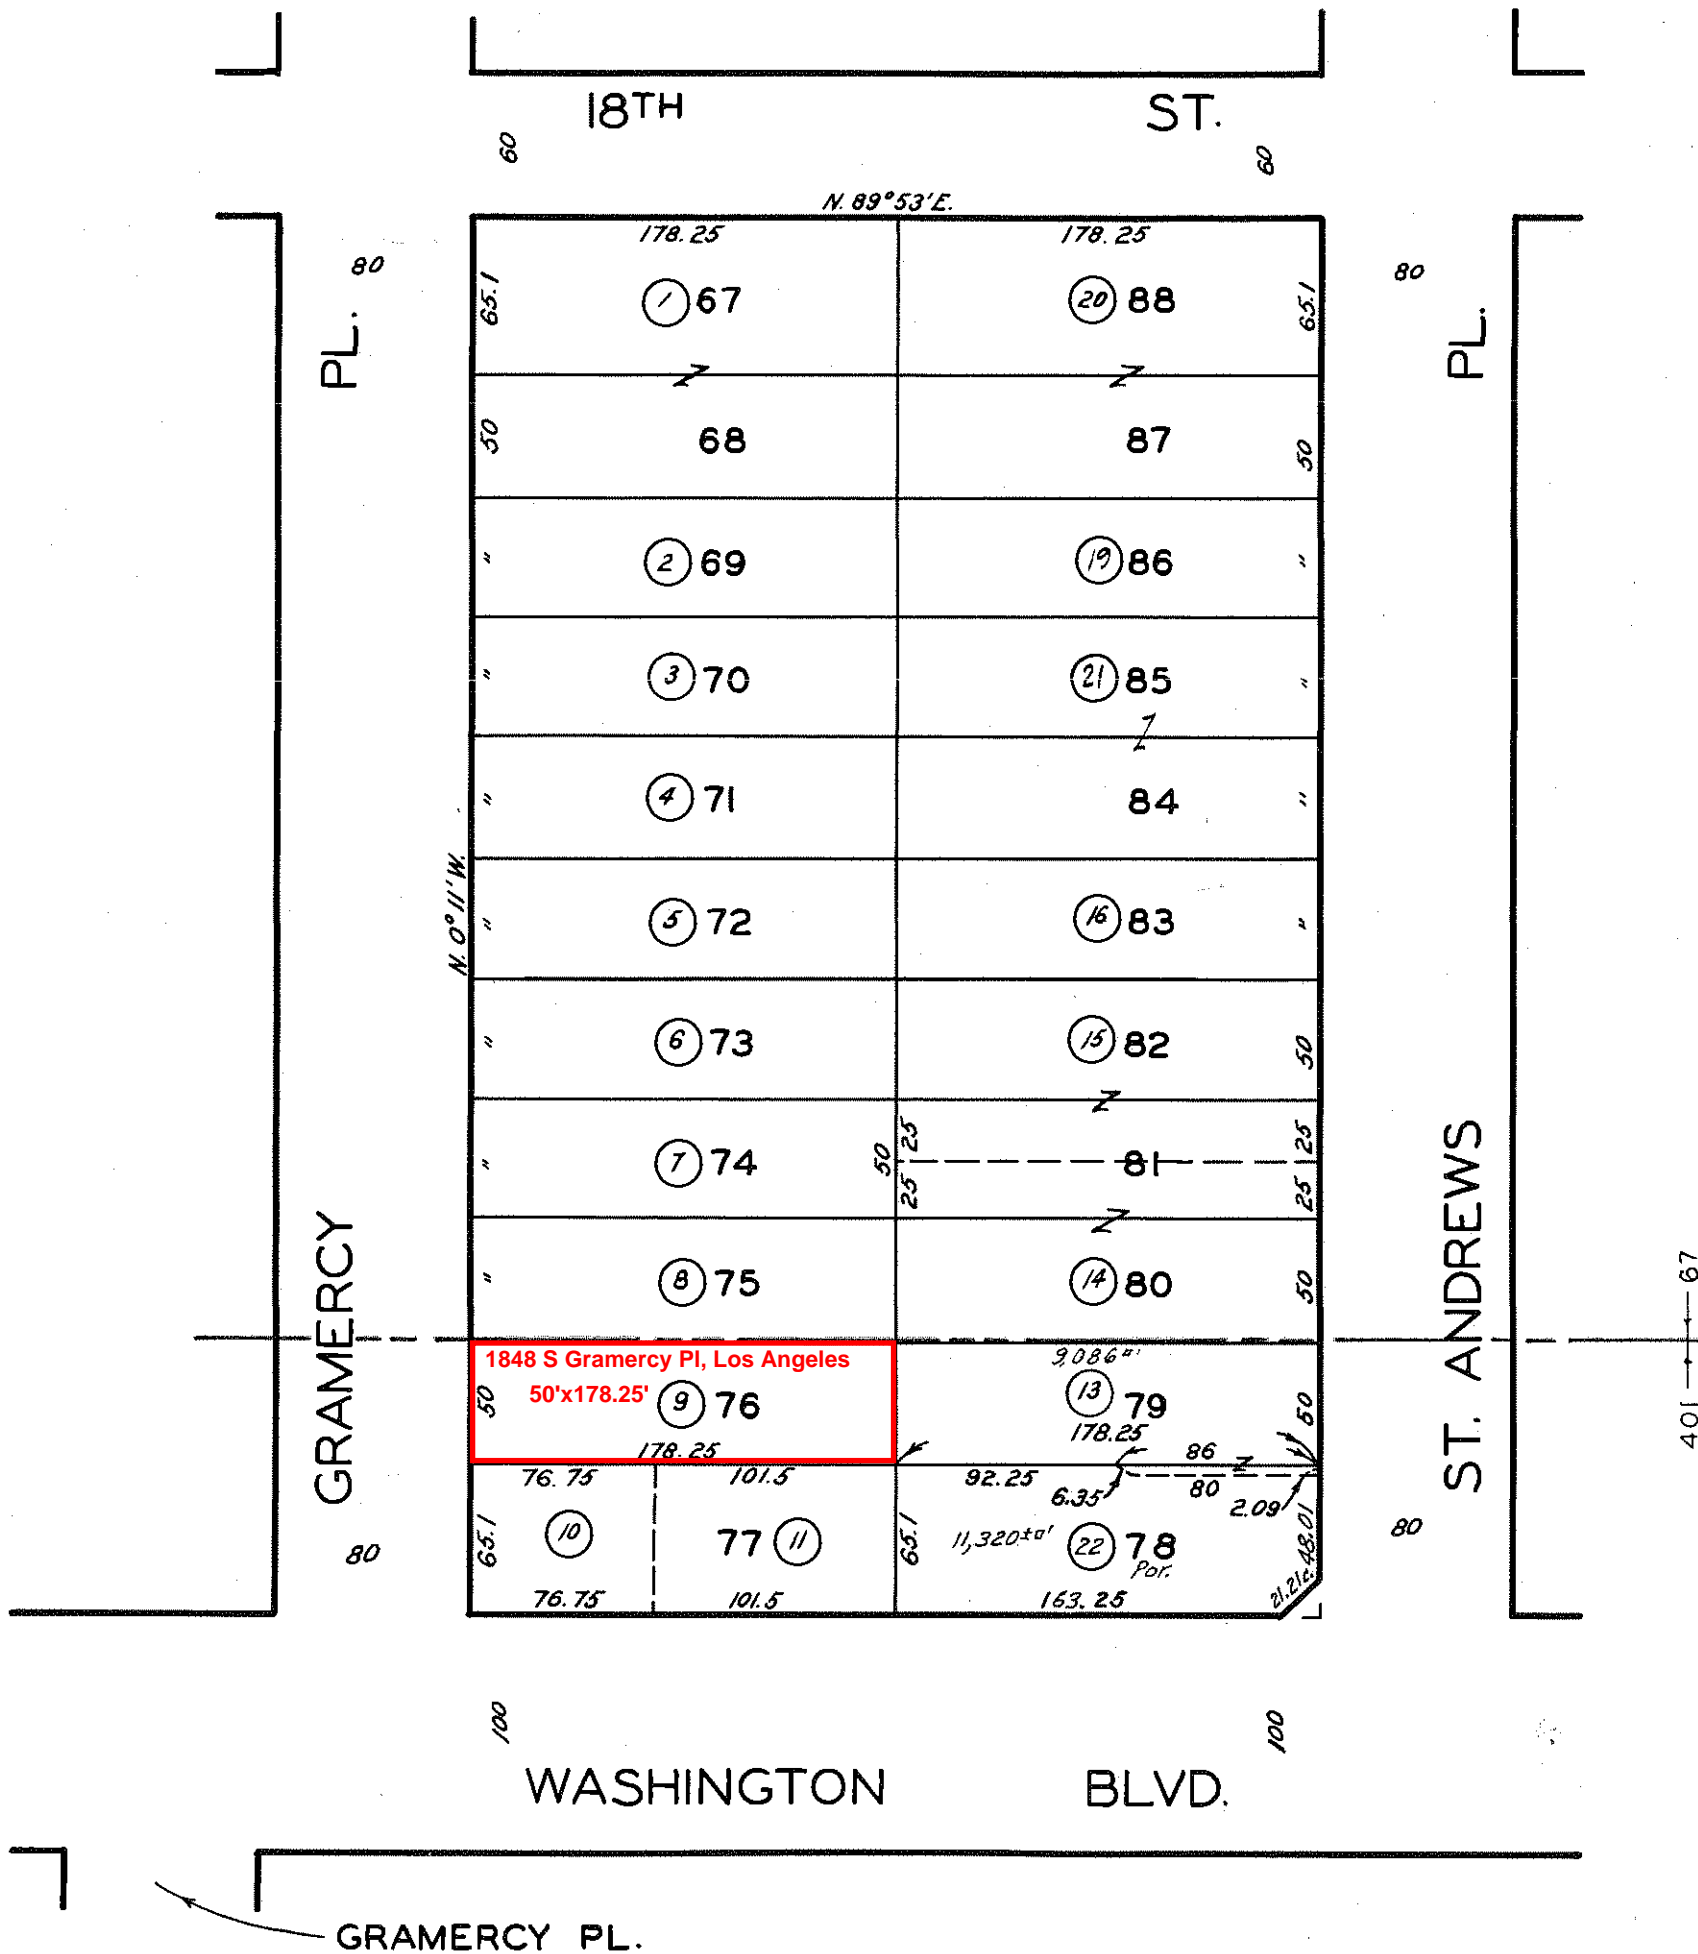 18TH ST.
60 60
N. 89°53'E.
178.25 178.25
80 80
65.1 1 67 20 88 65.1
PL. PL.
50 68 87 50
" 2 69 19 86 "
" 3 70 21 85 "
" 4 71 84 "
N. 0°11'W.
" 5 72 16 83 "
" 6 73 15 82 50
" 7 74 50 25 25 81 25 25
" 8 75 14 80 50
GRAMERCY
ST. ANDREWS
401 67
1848 S Gramercy Pl, Los Angeles
50'x178.25'
50 9 76
178.25
9,086
13 79 50
178.25
76.75 101.5 92.25 86
6.35 80 2.09
65.1 10 77 11 65.1 11,320± 22 78 48.01
Por.
80 80
76.75 101.5 163.25 21.21c.
100 100
WASHINGTON BLVD.
GRAMERCY PL.